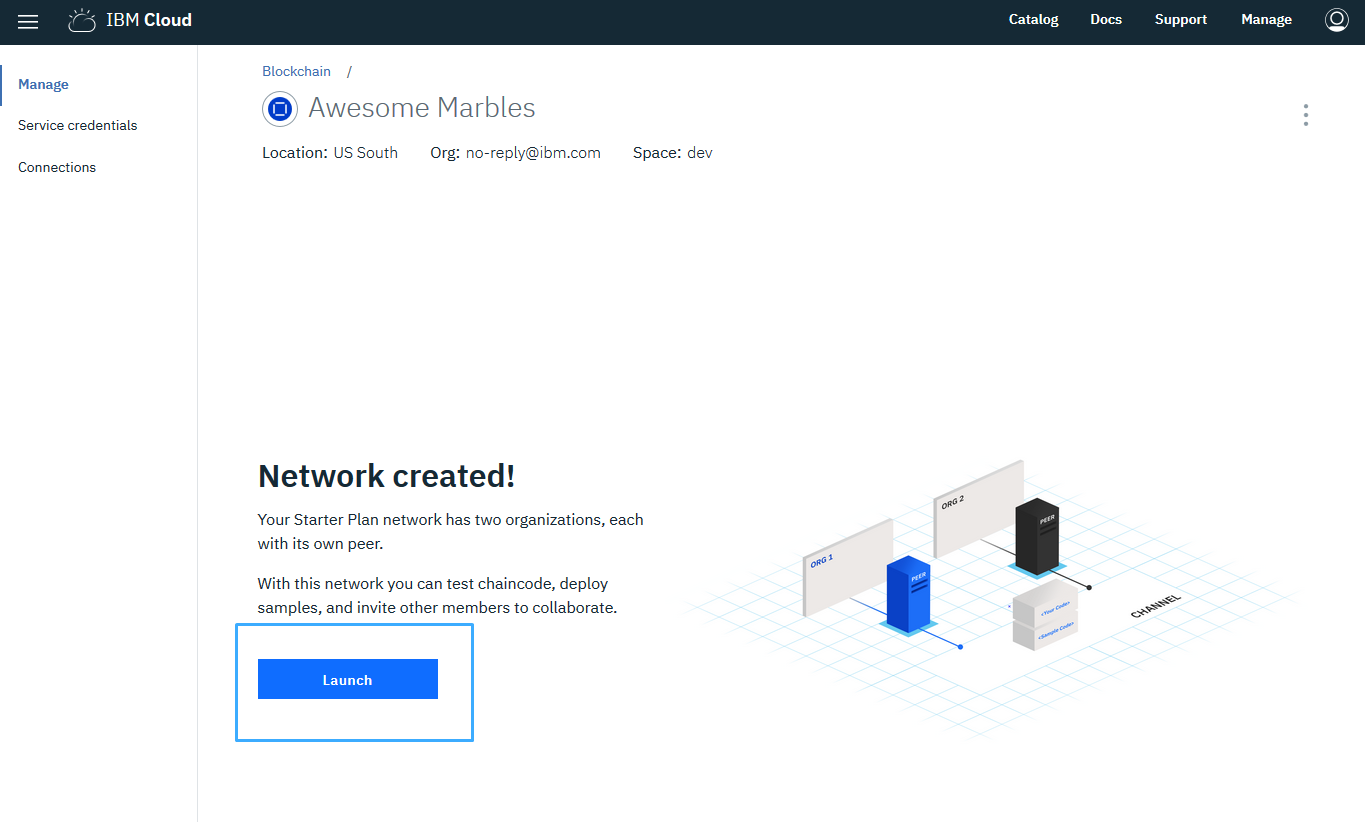 IBM Cloud
Catalog Docs Support Manage
Manage
Service credentials
Connections
Blockchain /
Awesome Marbles
Location: US South Org: no-reply@ibm.com Space: dev
Network created!
Your Starter Plan network has two organizations, each
with its own peer.
With this network you can test chaincode, deploy
samples, and invite other members to collaborate.
Launch
ORG 1
PEER
ORG 2
PEER
<Your Code>
<Sample Code>
CHANNEL